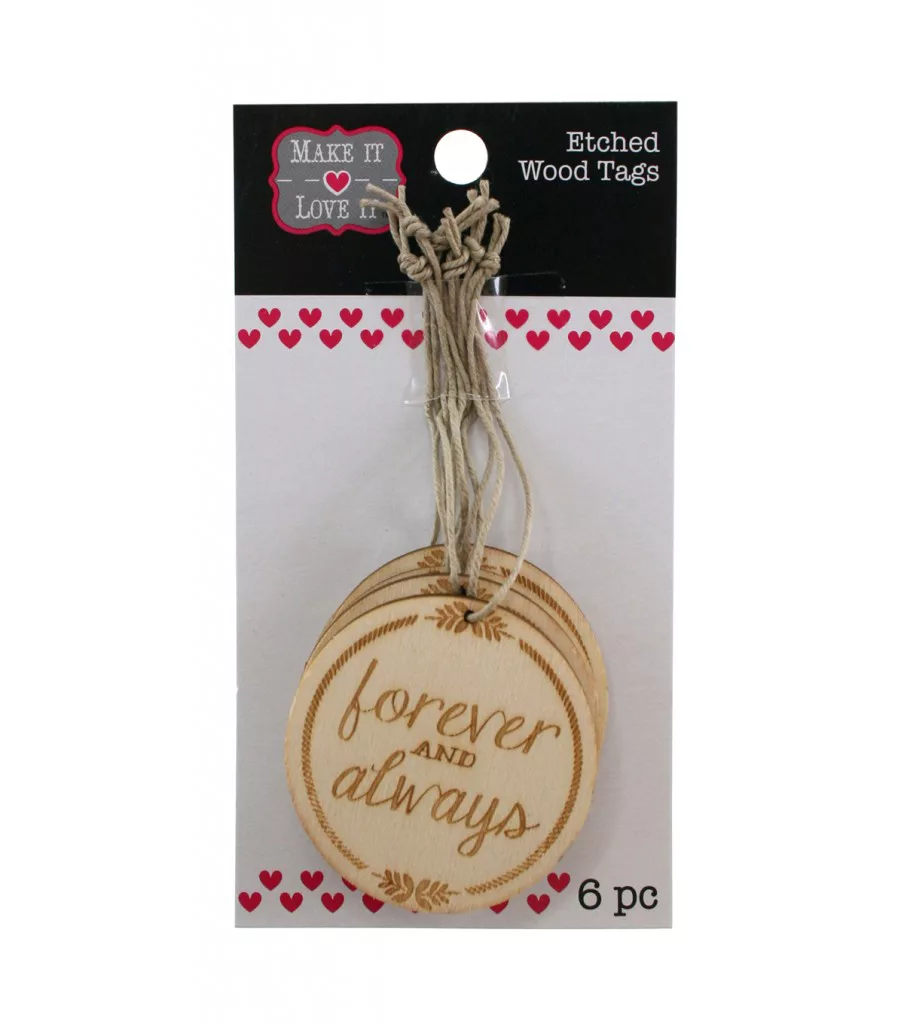 MAKE IT
LOVE IT
Etched
Wood Tags
forever
AND
always
6 pc